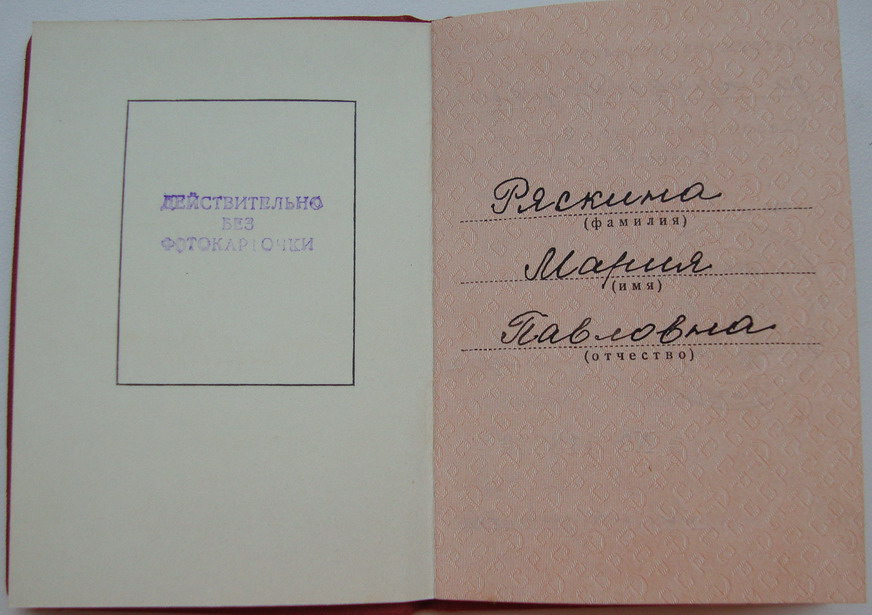 ДЕЙСТВИТЕЛЬНО
БЕЗ
ФОТОКАРТОЧКИ
Ряскина
(фамилия)
Мария
(имя)
Павловна
(отчество)